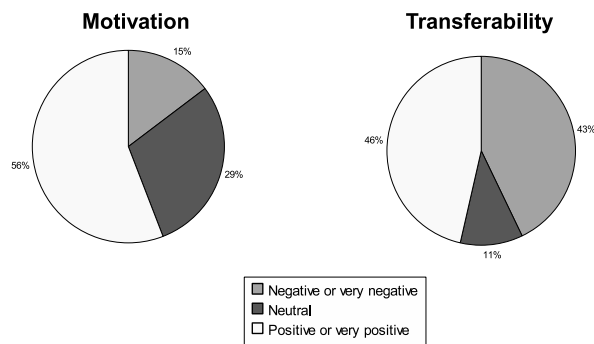 Motivation
Transferability
15%
29%
56%
43%
11%
46%
Negative or very negative
Neutral
Positive or very positive